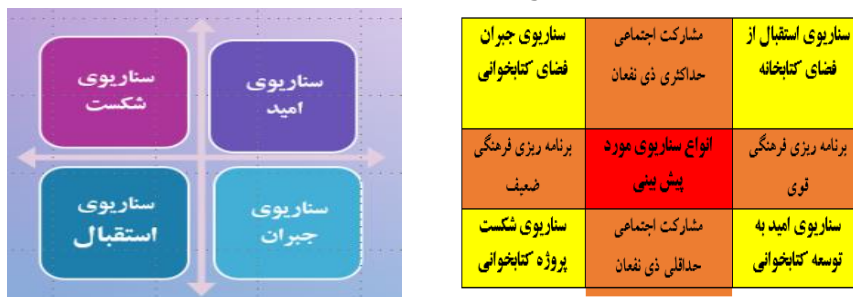 سناریوی
شکست
سناریوی
امید
سناریوی
استقبال
سناریوی
جبران
سناریوی استقبال از
فضای کتابخانه
مشارکت اجتماعی
حداکثری ذی نفعان
سناریوی جبران
فضای کتابخوانی
برنامه ریزی فرهنگی
قوی
انواع سناریوی مورد
پیش بینی
برنامه ریزی فرهنگی
ضعیف
سناریوی امید به
توسعه کتابخوانی
مشارکت اجتماعی
حداقلی ذی نفعان
سناریوی شکست
پروژه کتابخوانی